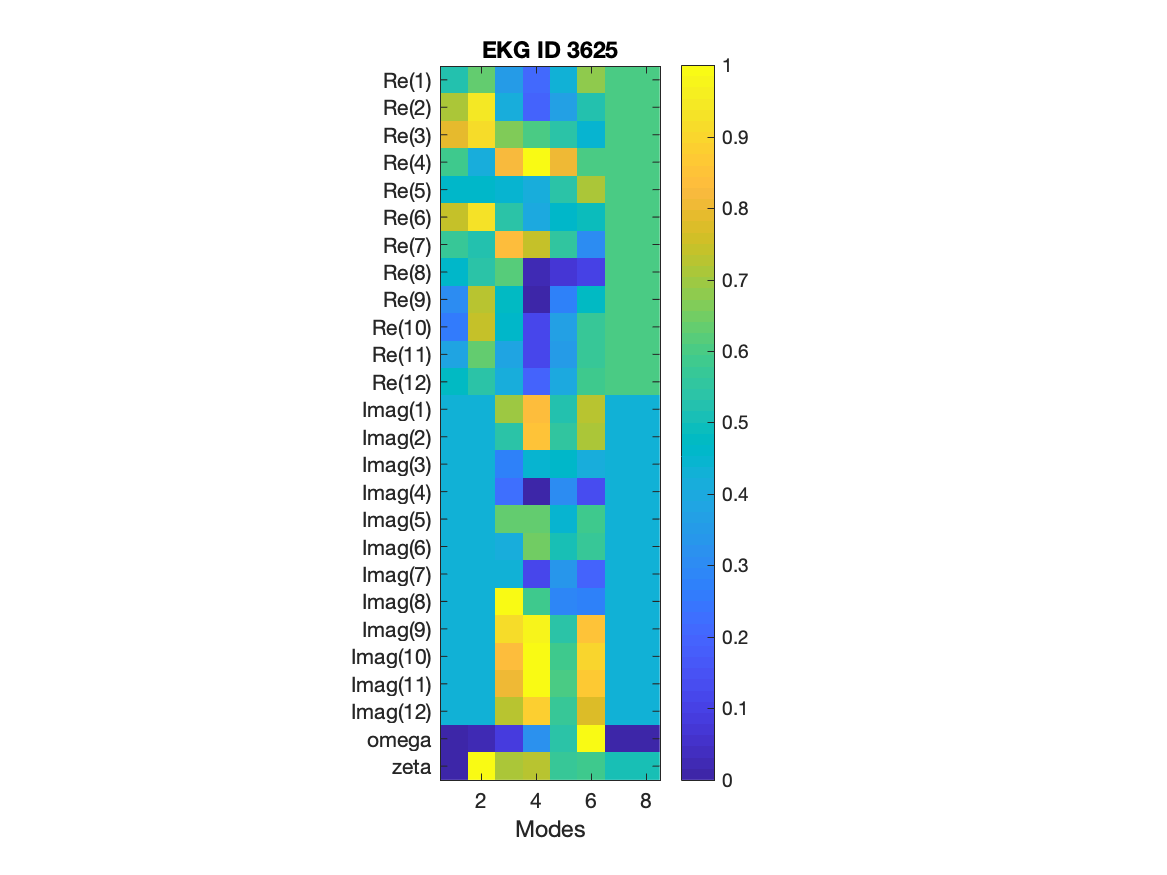 EKG ID 3625
Re(1)
Re(2)
Re(3)
Re(4)
Re(5)
Re(6)
Re(7)
Re(8)
Re(9)
Re(10)
Re(11)
Re(12)
Imag(1)
Imag(2)
Imag(3)
Imag(4)
Imag(5)
Imag(6)
Imag(7)
Imag(8)
Imag(9)
Imag(10)
Imag(11)
Imag(12)
omega
zeta
2 4 6 8
Modes
1
0.9
0.8
0.7
0.6
0.5
0.4
0.3
0.2
0.1
0